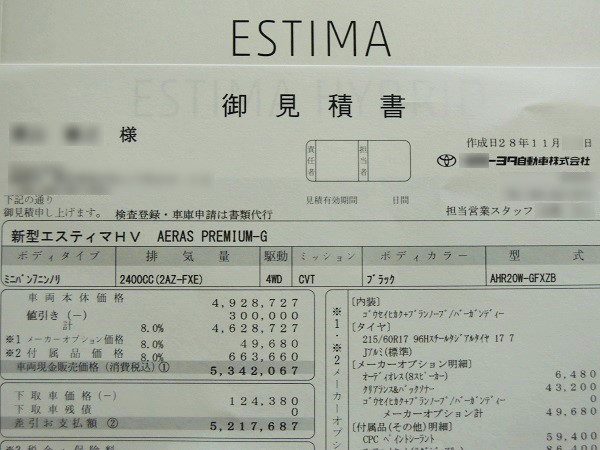 ESTIMA
御見積書
様
責任者
担当者
作成日28年11月
ーヨタ自動車株式会社
下記の通り
御見積申し上げます。
検査登録・車庫申請は書類代行
見積有効期間 日間
担当営業スタッフ
新型エスティマHV AERAS PREMIUM-G
ボディタイプ 排気量 駆動 ミッション ボディカラー 型式
ミニバン7ニンノリ 2400CC(2AZ-FXE) 4WD CVT ブラック AHR20W-GFXZB
車両本体価格 4,928,727
値引き(-) 300,000
計 4,628,727
※1 メーカーオプション価格 8.0% 49,680
※2 付属品価格 8.0% 663,660
車両現金販売価格(消費税込)① 5,342,067
下取車価格(-) 124,380
下取車残債 0
差引お支払額 ② 5,217,687
※1・※2メーカーオプ
[内装]
ゴウセイヒカク+ブランノーブ/バーガンディー
[タイヤ]
215/60R17 96Hスチールタンアルタイヤ 17 7
Jアルミ(標準)
[メーカーオプション明細]
オーディオレス(8スピーカー) 6,480
クリアランス&バックソナー 43,200
ゴウセイヒカク+ブランノーブ/バーガンディー 0
メーカーオプション計 49,680
[付属品(その他)明細]
CPC ペイントシーラント 59,400
86,400